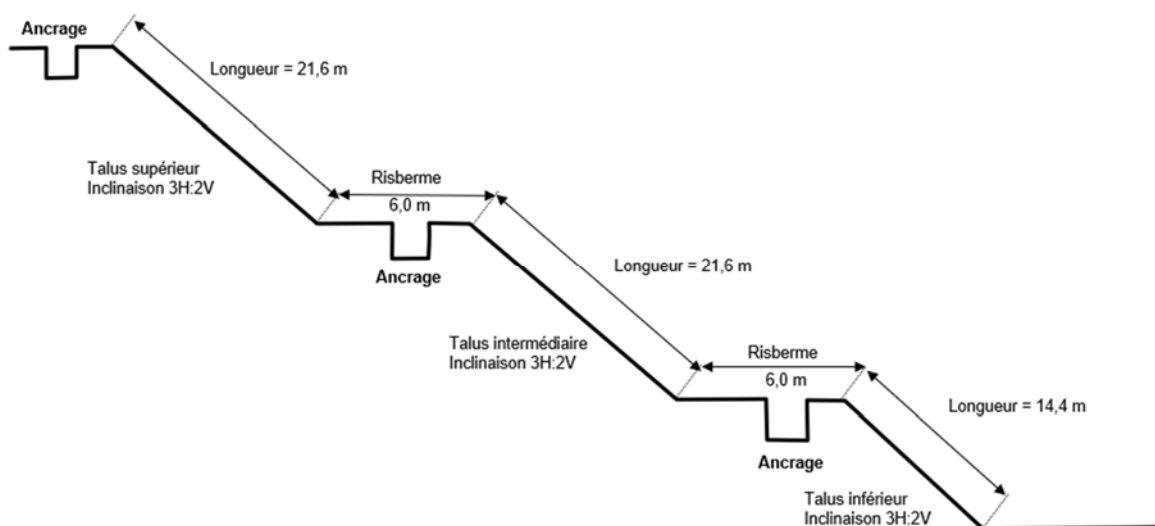 Ancrage
Longueur = 21,6 m
Talus supérieur
Inclinaison 3H:2V
Risberme
6,0 m
Ancrage
Longueur = 21,6 m
Talus intermédiaire
Inclinaison 3H:2V
Risberme
6,0 m
Ancrage
Longueur = 14,4 m
Talus inférieur
Inclinaison 3H:2V